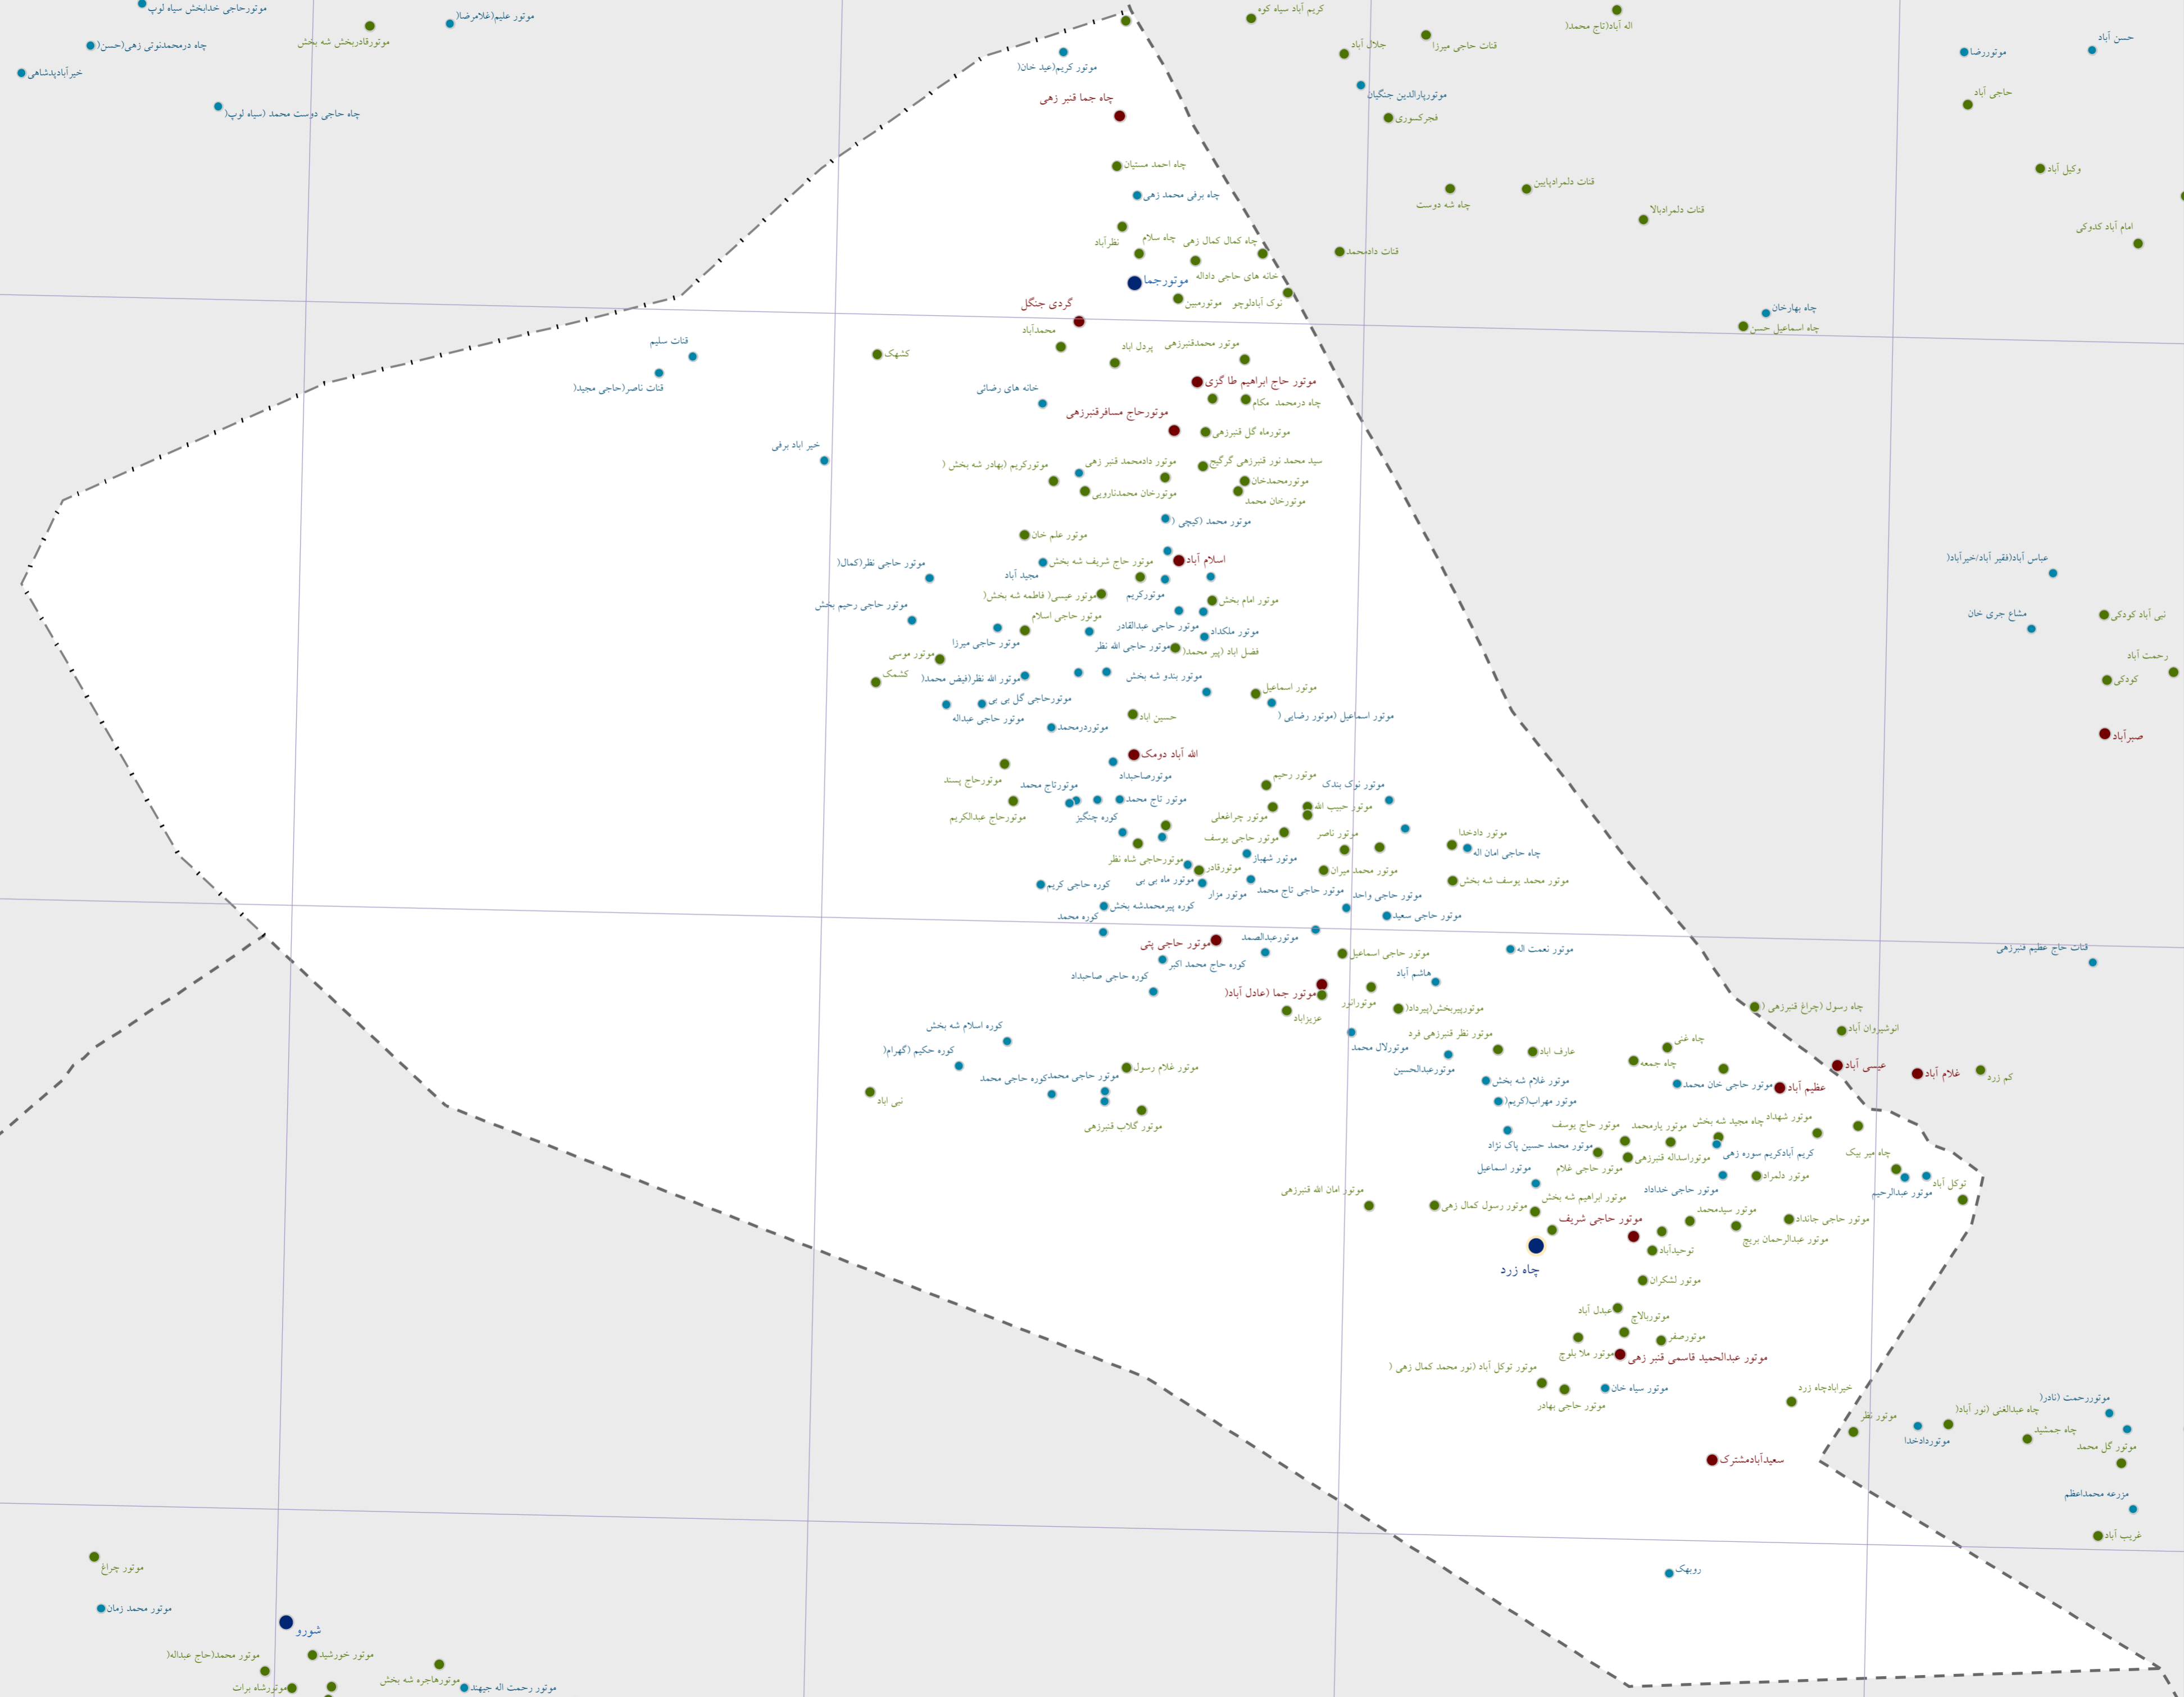 موتورحاجی خدابخش سیاه لوپ
موتور علیم(غلامرضا(
کریم آباد سیاه کوه
اله آباد(تاج محمد(
چاه درمحمدنوتی زهی(حسن(
موتورقادربخش شه بخش
جلال آباد
قنات حاجی میرزا
موتوررضا
حسن آباد
خیرآبادپدشاهی
موتور کریم(عید خان(
چاه حاجی دوست محمد (سیاه لوپ(
چاه جما قنبر زهی
موتورپارالدین جنگیان
فجرکسوری
حاجی آباد
چاه احمد مستیان
وکیل آباد
چاه برفی محمد زهی
چاه شه دوست
قنات دلمرادپایین
قنات دلمرادبالا
امام آباد کدوکی
نظرآباد
چاه سلام
چاه کمال کمال زهی
قنات دادمحمد
خانه های حاجی داداله
موتورجما
موتورمبین
نوک آبادلوچو
گردی جنگل
چاه بهارخان
چاه اسماعیل حسن
محمدآباد
قنات سلیم
کشهک
پردل اباد
موتور محمدقنبرزهی
قنات ناصر(حاجی مجید(
خانه های رضائی
موتور حاج ابراهیم طا گزی
چاه درمحمد مکام
موتورحاج مسافرقنبرزهی
موتورماه گل قنبرزهی
خیر اباد برفی
موتورکریم (بهادر شه بخش (
موتور دادمحمد قنبر زهی
سید محمد نور قنبرزهی گرگیج
موتورمحمدخان
موتورخان محمدنارویی
موتورخان محمد
موتور محمد (کیچی (
موتور علم خان
موتور حاجی نظر(کمال(
موتور حاج شریف شه بخش
اسلام آباد
مجید آباد
عباس آباد(فقیر آباد/خیرآباد(
موتور عیسی( فاطمه شه بخش(
موتورکریم
موتور امام بخش
موتور حاجی رحیم بخش
موتور حاجی اسلام
موتور حاجی عبدالقادر
موتور ملکداد
مشاع جری خان
نبی آباد کودکی
موتور حاجی میرزا
موتور حاجی الله نظر
فضل اباد (پیر محمد(
موتور موسی
رحمت آباد
کشمک
موتور الله نظر(فیض محمد(
موتور بندو شه بخش
موتور اسماعیل
کودکی
موتورحاجی گل بی بی
موتور حاجی عبداله
حسین اباد
موتور اسماعیل (موتور رضایی (
موتوردرمحمد
صبرآباد
الله آباد دومک
موتورحاج پسند
موتورتاج محمد
موتورصاحبداد
موتور رحیم
موتور نوک بندک
موتور تاج محمد
موتورحاج عبدالکریم
کوره چنگیز
موتور چراغعلی
موتور حبیب الله
موتور حاجی یوسف
موتور ناصر
موتور دادخدا
چاه حاجی امان اله
موتورحاجی شاه نظر
موتورقادر
موتور شهباز
موتور محمد میران
موتور ماه بی بی
موتور مزار
موتور حاجی تاج محمد
موتور حاجی واحد
موتور محمد یوسف شه بخش
کوره حاجی کریم
کوره پیرمحمدشه بخش
کوره محمد
موتور حاجی سعید
موتور حاجی پتی
موتورعبدالصمد
موتور حاجی اسماعیل
موتور نعمت اله
قنات حاج عظیم قنبرزهی
کوره حاج محمد اکبر
کوره حاجی صاحبداد
هاشم آباد
موتور جما (عادل آباد(
موتورانور
موتورپیربخش(پیرداد(
چاه رسول (چراغ قنبرزهی (
عزیزاباد
کوره اسلام شه بخش
موتور نظر قنبرزهی فرد
انوشیروان آباد
کوره حکیم (گهرام(
موتورلال محمد
موتورعبدالحسین
عارف اباد
چاه غنی
چاه جمعه
عیسی آباد
غلام آباد
کم زرد
موتور غلام رسول
کوره حاجی محمد
موتور حاجی محمد
موتور غلام شه بخش
موتور حاجی خان محمد
عظیم آباد
نبی اباد
موتور مهراب(کریم(
موتور گلاب قنبرزهی
موتور حاج یوسف
موتور یارمحمد
چاه مجید شه بخش
موتور شهداد
موتور محمد حسین پاک نژاد
کریم آبادکریم سوره زهی
چاه میر بیک
موتوراسداله قنبرزهی
موتور حاجی غلام
موتور اسماعیل
موتور دلمراد
موتور حاجی خداداد
توکل آباد
موتور عبدالرحیم
موتور امان الله قنبرزهی
موتور رسول کمال زهی
موتور ابراهیم شه بخش
موتور حاجی شریف
موتور سیدمحمد
موتور حاجی جانداد
موتور عبدالرحمان بریچ
توحیدآباد
چاه زرد
موتور لشکران
عبدل آباد
موتوربالاچ
موتورصفر
موتور ملا بلوچ
موتور عبدالحمید قاسمی قنبر زهی
موتور توکل آباد (نور محمد کمال زهی (
موتور سیاه خان
موتور حاجی بهادر
خیرابادچاه زرد
موتور نظر
چاه عبدالغنی (نور آباد(
موتوررحمت (نادر(
موتوردادخدا
چاه جمشید
موتور گل محمد
سعیدآبادمشترک
مزرعه محمداعظم
غریب آباد
روبهک
موتور چراغ
موتور محمد زمان
شورو
موتور محمد(حاج عبداله(
موتور خورشید
موتورهاجره شه بخش
موتورشاه برات
موتور رحمت اله جیهند